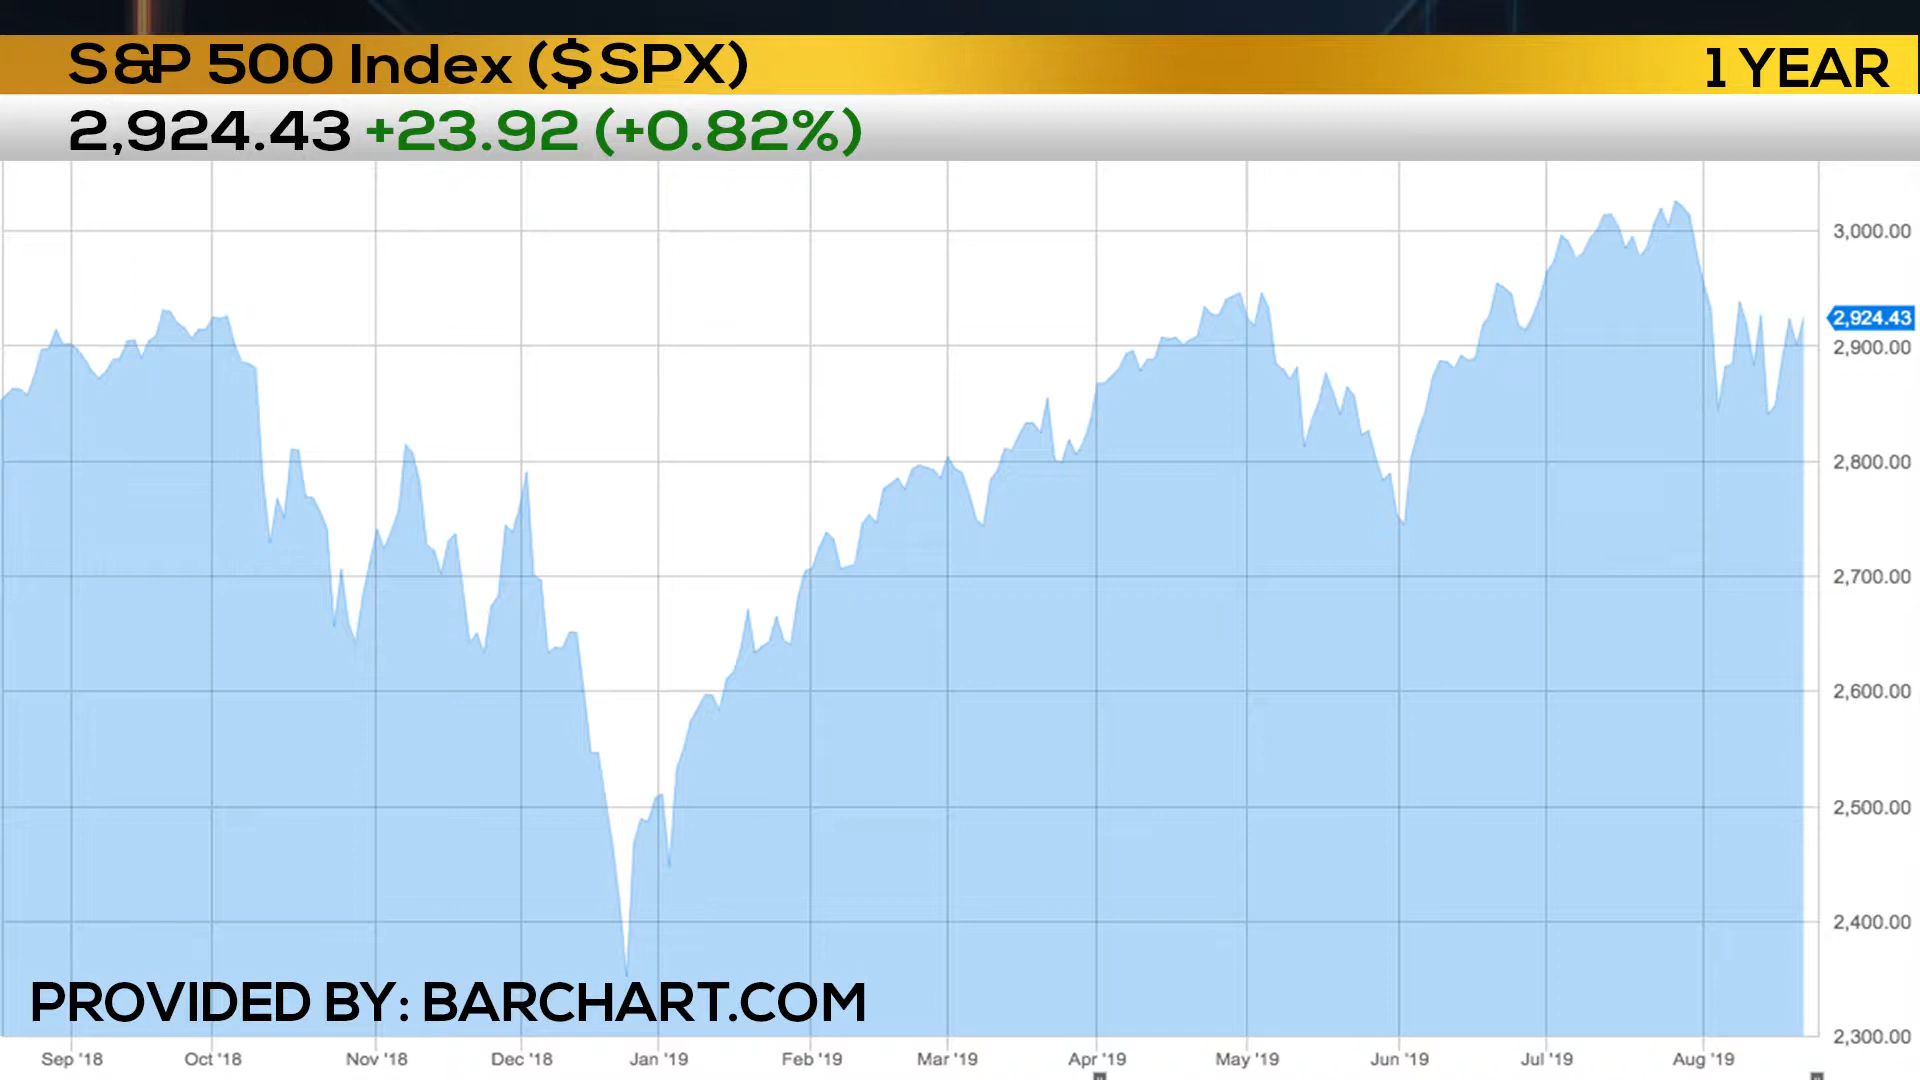 S&P 500 Index ($SPX)
1 YEAR
2,924.43 +23.92 (+0.82%)
3,000.00
2,924.43
2,900.00
2,800.00
2,700.00
2,600.00
2,500.00
2,400.00
2,300.00
PROVIDED BY: BARCHART.COM
Sep '18 Oct '18 Nov '18 Dec '18 Jan '19 Feb '19 Mar '19 Apr '19 May '19 Jun '19 Jul '19 Aug '19